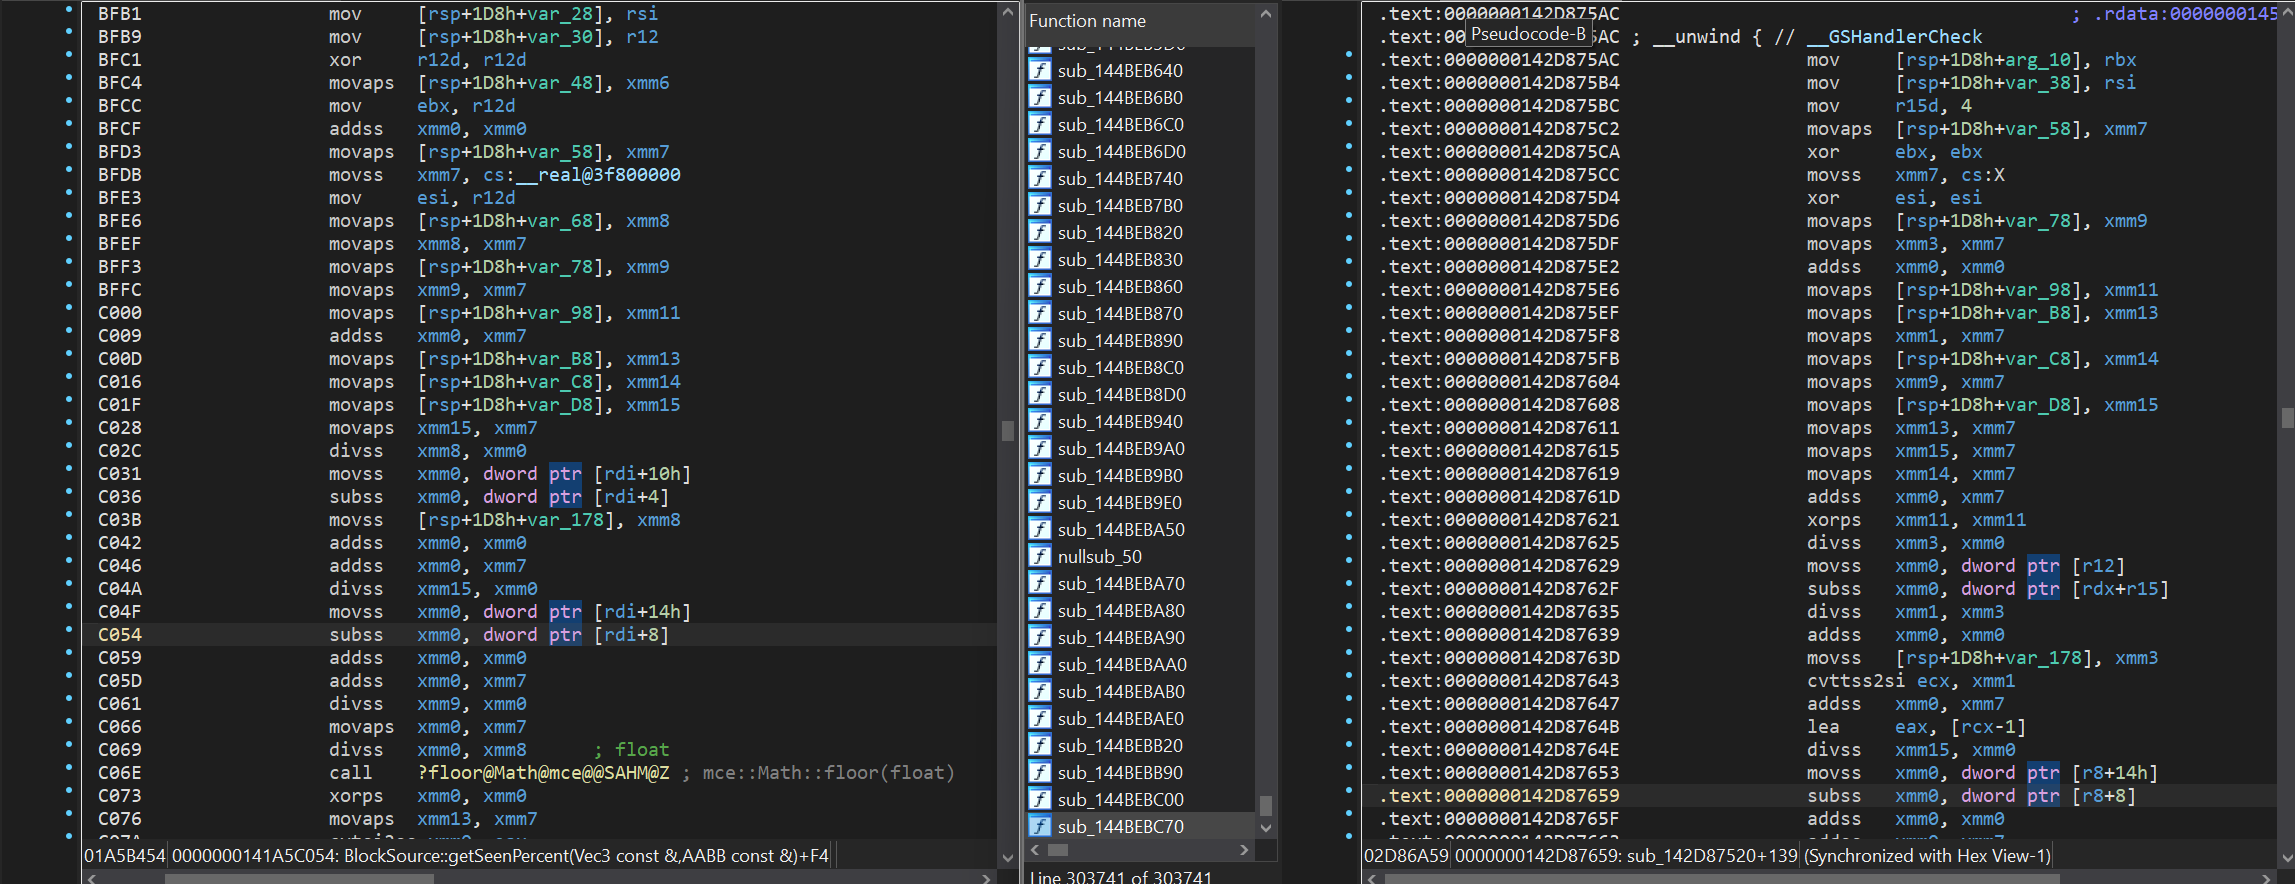 BFB1 mov [rsp+1D8h+var_28], rsi
BFB9 mov [rsp+1D8h+var_30], r12
BFC1 xor r12d, r12d
BFC4 movaps [rsp+1D8h+var_48], xmm6
BFCC mov ebx, r12d
BFCF addss xmm0, xmm0
BFD3 movaps [rsp+1D8h+var_58], xmm7
BFDB movss xmm7, cs:__real@3f800000
BFE3 mov esi, r12d
BFE6 movaps [rsp+1D8h+var_68], xmm8
BFEF movaps xmm8, xmm7
BFF3 movaps [rsp+1D8h+var_78], xmm9
BFFC movaps xmm9, xmm7
C000 movaps [rsp+1D8h+var_98], xmm11
C009 addss xmm0, xmm7
C00D movaps [rsp+1D8h+var_B8], xmm13
C016 movaps [rsp+1D8h+var_C8], xmm14
C01F movaps [rsp+1D8h+var_D8], xmm15
C028 movaps xmm15, xmm7
C02C divss xmm8, xmm0
C031 movss xmm0, dword ptr [rdi+10h]
C036 subss xmm0, dword ptr [rdi+4]
C03B movss [rsp+1D8h+var_178], xmm8
C042 addss xmm0, xmm0
C046 addss xmm0, xmm7
C04A divss xmm15, xmm0
C04F movss xmm0, dword ptr [rdi+14h]
C054 subss xmm0, dword ptr [rdi+8]
C059 addss xmm0, xmm0
C05D addss xmm0, xmm7
C061 divss xmm9, xmm0
C066 movaps xmm0, xmm7
C069 divss xmm0, xmm8 ; float
C06E call ?floor@Math@mce@@SAHM@Z ; mce::Math::floor(float)
C073 xorps xmm0, xmm0
C076 movaps xmm13, xmm7
01A5B454 0000000141A5C054: BlockSource::getSeenPercent(Vec3 const &,AABB const &)+F4
Function name
sub_144BEB640
sub_144BEB6B0
sub_144BEB6C0
sub_144BEB6D0
sub_144BEB740
sub_144BEB7B0
sub_144BEB820
sub_144BEB830
sub_144BEB860
sub_144BEB870
sub_144BEB890
sub_144BEB8C0
sub_144BEB8D0
sub_144BEB940
sub_144BEB9A0
sub_144BEB9B0
sub_144BEB9E0
sub_144BEBA50
nullsub_50
sub_144BEBA70
sub_144BEBA80
sub_144BEBA90
sub_144BEBAA0
sub_144BEBAB0
sub_144BEBAE0
sub_144BEBB20
sub_144BEBB90
sub_144BEBC00
sub_144BEBC70
Line 303741 of 303741
.text:0000000142D875AC ; .rdata:0000000145
.text:00 Pseudocode-B AC ; __unwind { // __GSHandlerCheck
.text:0000000142D875AC mov [rsp+1D8h+arg_10], rbx
.text:0000000142D875B4 mov [rsp+1D8h+var_38], rsi
.text:0000000142D875BC mov r15d, 4
.text:0000000142D875C2 movaps [rsp+1D8h+var_58], xmm7
.text:0000000142D875CA xor ebx, ebx
.text:0000000142D875CC movss xmm7, cs:X
.text:0000000142D875D4 xor esi, esi
.text:0000000142D875D6 movaps [rsp+1D8h+var_78], xmm9
.text:0000000142D875DF movaps xmm3, xmm7
.text:0000000142D875E2 addss xmm0, xmm0
.text:0000000142D875E6 movaps [rsp+1D8h+var_98], xmm11
.text:0000000142D875EF movaps [rsp+1D8h+var_B8], xmm13
.text:0000000142D875F8 movaps xmm1, xmm7
.text:0000000142D875FB movaps [rsp+1D8h+var_C8], xmm14
.text:0000000142D87604 movaps xmm9, xmm7
.text:0000000142D87608 movaps [rsp+1D8h+var_D8], xmm15
.text:0000000142D87611 movaps xmm13, xmm7
.text:0000000142D87615 movaps xmm15, xmm7
.text:0000000142D87619 movaps xmm14, xmm7
.text:0000000142D8761D addss xmm0, xmm7
.text:0000000142D87621 xorps xmm11, xmm11
.text:0000000142D87625 divss xmm3, xmm0
.text:0000000142D87629 movss xmm0, dword ptr [r12]
.text:0000000142D8762F subss xmm0, dword ptr [rdx+r15]
.text:0000000142D87635 divss xmm1, xmm3
.text:0000000142D87639 addss xmm0, xmm0
.text:0000000142D8763D movss [rsp+1D8h+var_178], xmm3
.text:0000000142D87643 cvttss2si ecx, xmm1
.text:0000000142D87647 addss xmm0, xmm7
.text:0000000142D8764B lea eax, [rcx-1]
.text:0000000142D8764E divss xmm15, xmm0
.text:0000000142D87653 movss xmm0, dword ptr [r8+14h]
.text:0000000142D87659 subss xmm0, dword ptr [r8+8]
.text:0000000142D8765F addss xmm0, xmm0
02D86A59 0000000142D87659: sub_142D87520+139 (Synchronized with Hex View-1)